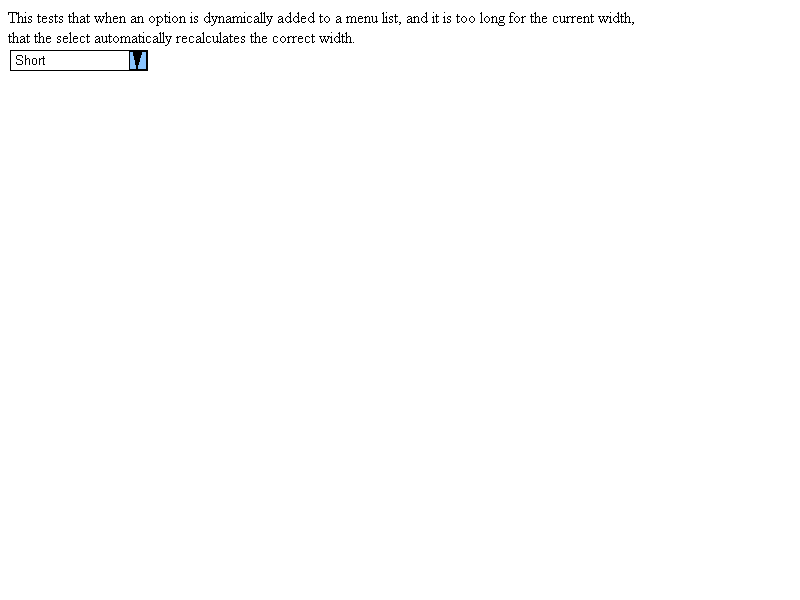 This tests that when an option is dynamically added to a menu list, and it is too long for the current width,
that the select automatically recalculates the correct width.
Short